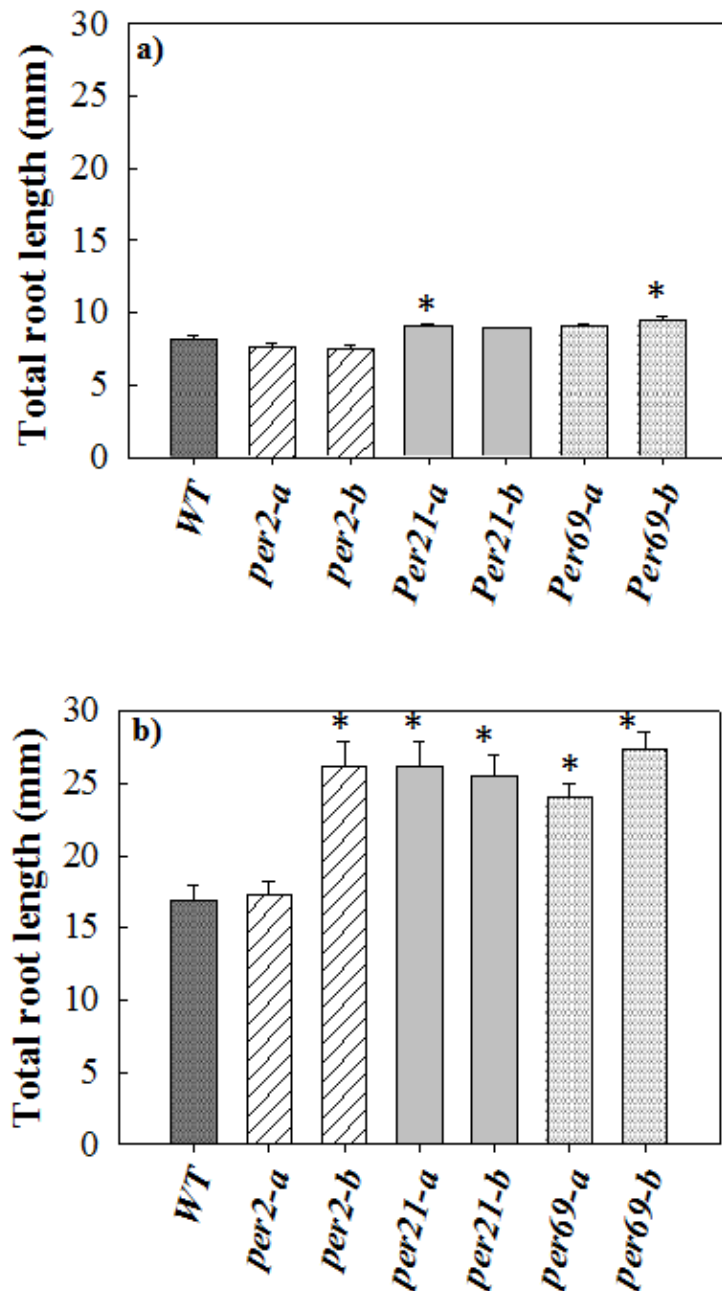 30
a)
25
20
15
10
5
0
Total root length (mm)
* *
WT per2-a per2-b Per21-a Per21-b Per69-a Per69-b
30
b)
25
20
15
10
5
0
Total root length (mm)
* * * * *
WT per2-a per2-b per21-a per21-b per69-a per69-b